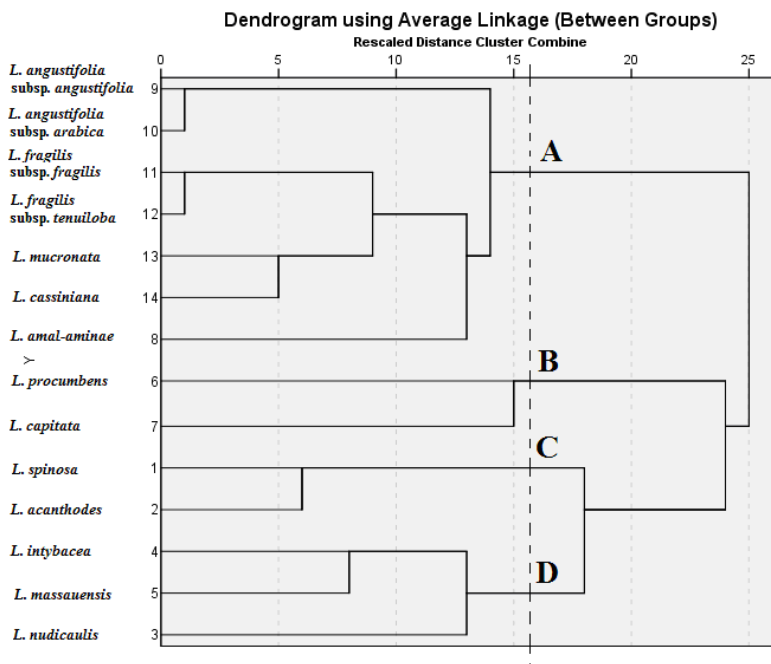 Dendrogram using Average Linkage (Between Groups)
Rescaled Distance Cluster Combine
0 5 10 15 20 25
L. angustifolia
subsp. angustifolia 9
L. angustifolia
subsp. arabica 10
L. fragilis
subsp. fragilis 11
A
L. fragilis
subsp. tenuiloba 12
L. mucronata 13
L. cassiniana 14
L. amal-aminae 8
B
L. procumbens 6
L. capitata 7
C
L. spinosa 1
L. acanthodes 2
L. intybacea 4
D
L. massauensis 5
L. nudicaulis 3